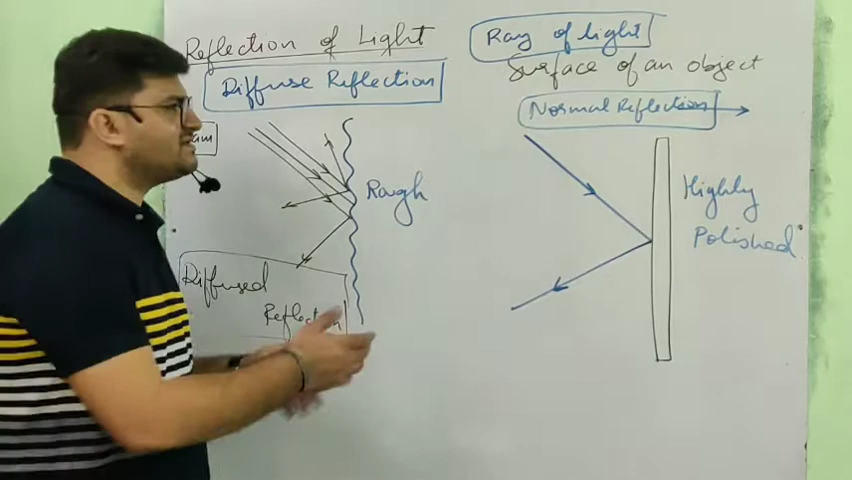 Reflection of Light
Diffuse Reflection
Rough
Diffused
Reflection
Ray of light
Surface of an object
Normal Reflection
Highly
Polished